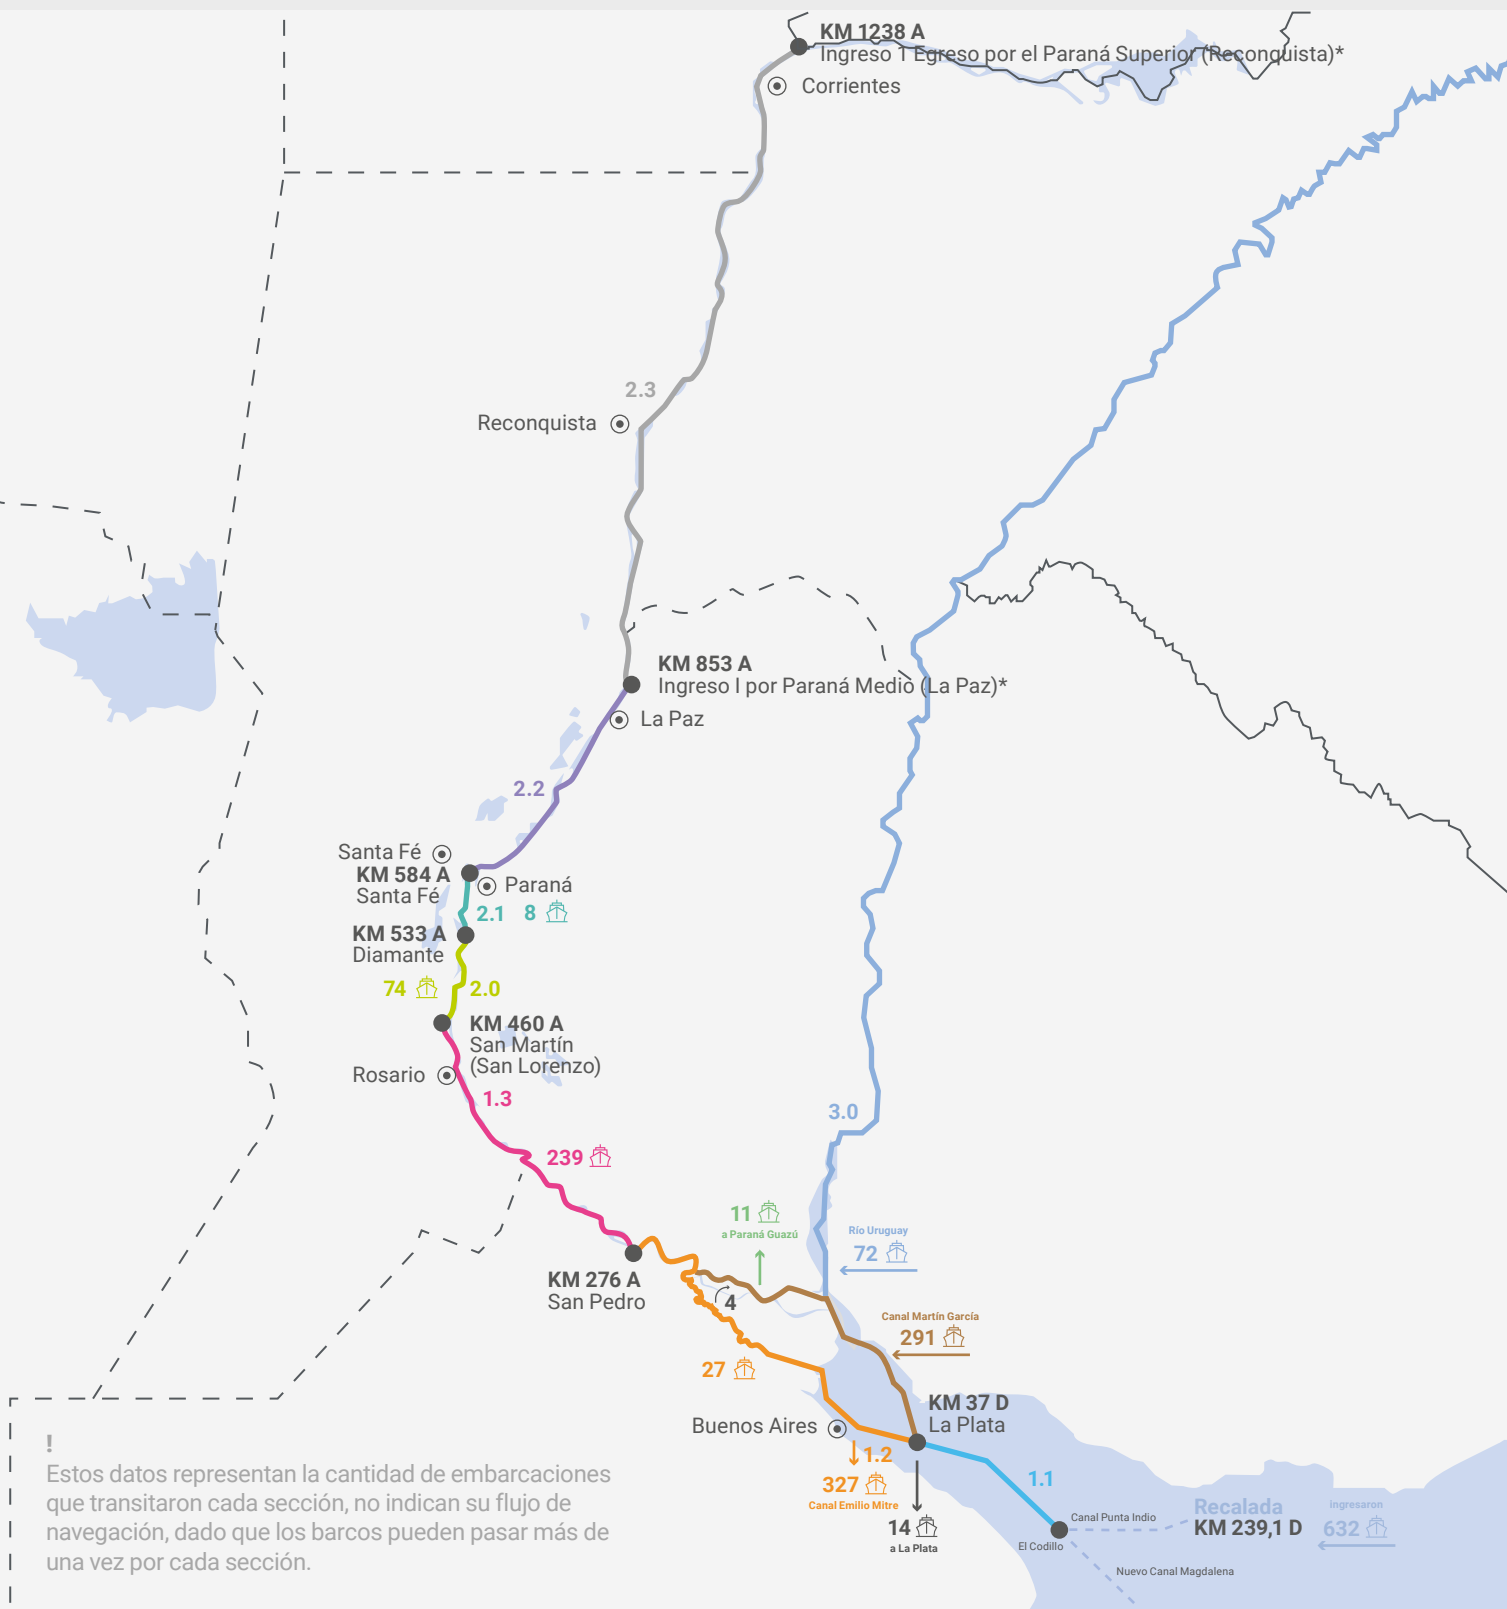 KM 1238 A
Ingreso 1 Egreso por el Paraná Superior (Reconquista)*
Corrientes
2.3
Reconquista
KM 853 A
Ingreso I por Paraná Medio (La Paz)*
La Paz
2.2
Santa Fé
KM 584 A
Santa Fé
Paraná
2.1 8
KM 533 A
Diamante
74 2.0
KM 460 A
San Martín
(San Lorenzo)
Rosario
1.3
3.0
239
11
a Paraná Guazú
Río Uruguay
72
KM 276 A
San Pedro
4
Canal Martín García
291
27
KM 37 D
La Plata
Buenos Aires
1.2
327
Canal Emilio Mitre
14
a La Plata
1.1
Canal Punta Indio
El Codillo
Recalada
KM 239,1 D
ingresaron
632
Nuevo Canal Magdalena
!
Estos datos representan la cantidad de embarcaciones
que transitaron cada sección, no indican su flujo de
navegación, dado que los barcos pueden pasar más de
una vez por cada sección.